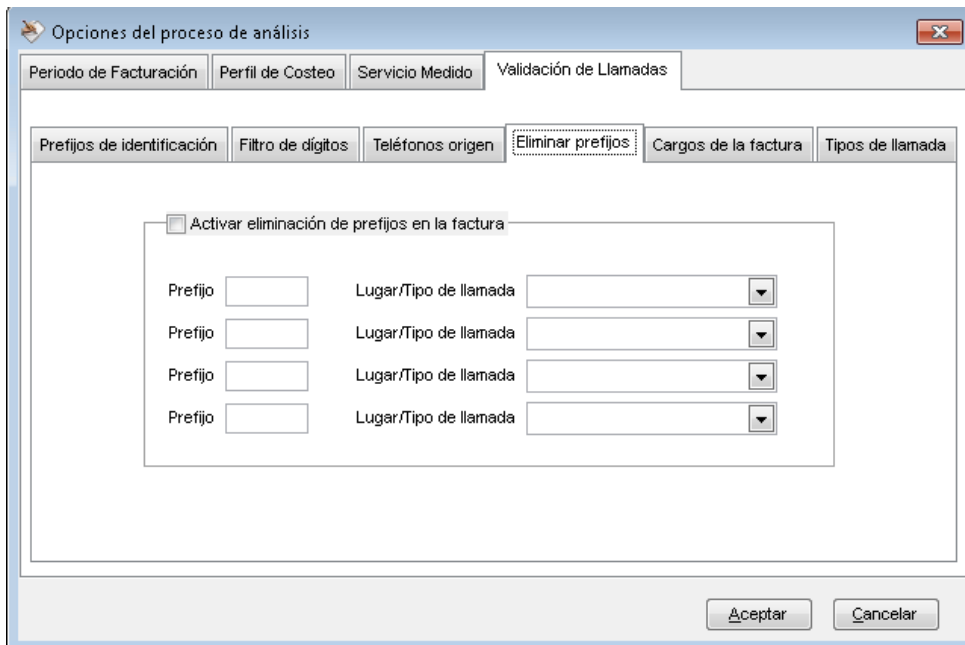 Opciones del proceso de análisis
Periodo de Facturación Perfil de Costeo Servicio Medido Validación de Llamadas
Prefijos de identificación Filtro de dígitos Teléfonos origen Eliminar prefijos Cargos de la factura Tipos de llamada
Activar eliminación de prefijos en la factura
Prefijo Lugar/Tipo de llamada
Prefijo Lugar/Tipo de llamada
Prefijo Lugar/Tipo de llamada
Prefijo Lugar/Tipo de llamada
Aceptar Cancelar